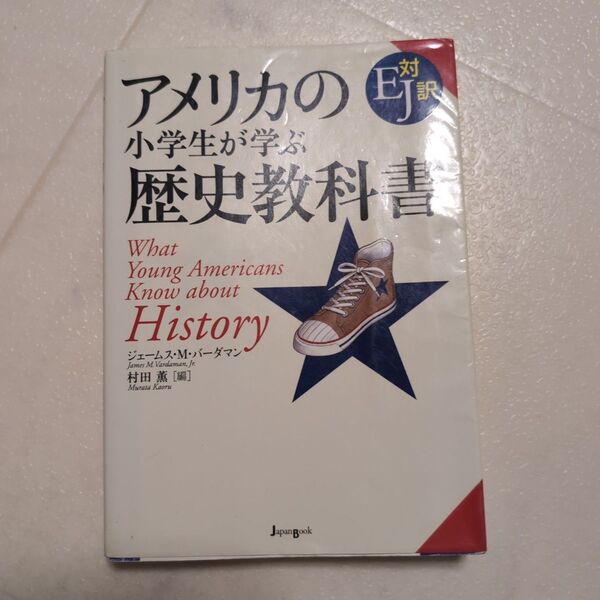 アメリカの
小学生が学ぶ
歴史教科書
EJ 対訳
What
Young Americans
Know about
History
ジェームス・M・バーダマン
James M. Vardaman, Jr.
村田 薫［編］
Murata Kaoru
JapanBook